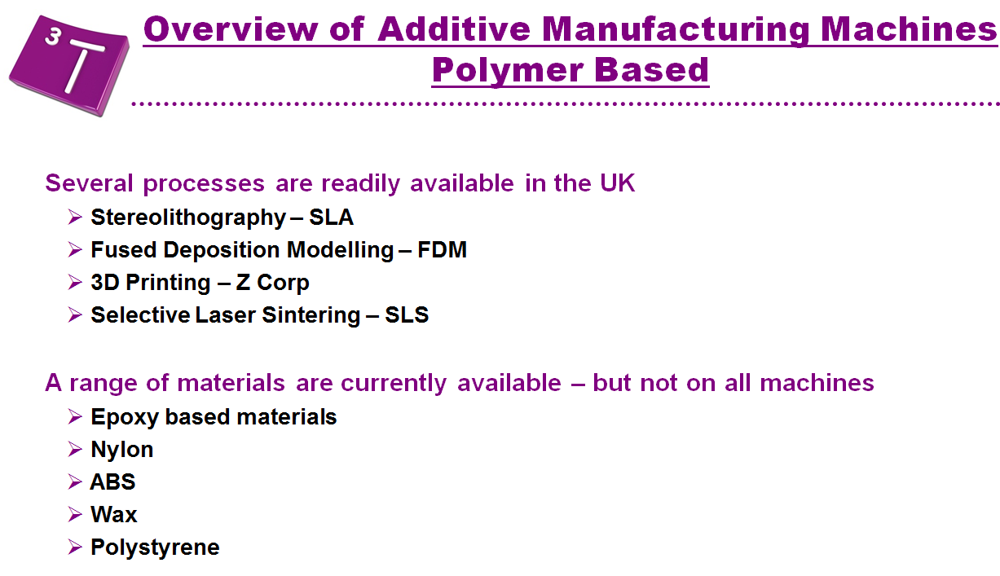 3T
Overview of Additive Manufacturing Machines
Polymer Based
Several processes are readily available in the UK
Stereolithography – SLA
Fused Deposition Modelling – FDM
3D Printing – Z Corp
Selective Laser Sintering – SLS
A range of materials are currently available – but not on all machines
Epoxy based materials
Nylon
ABS
Wax
Polystyrene